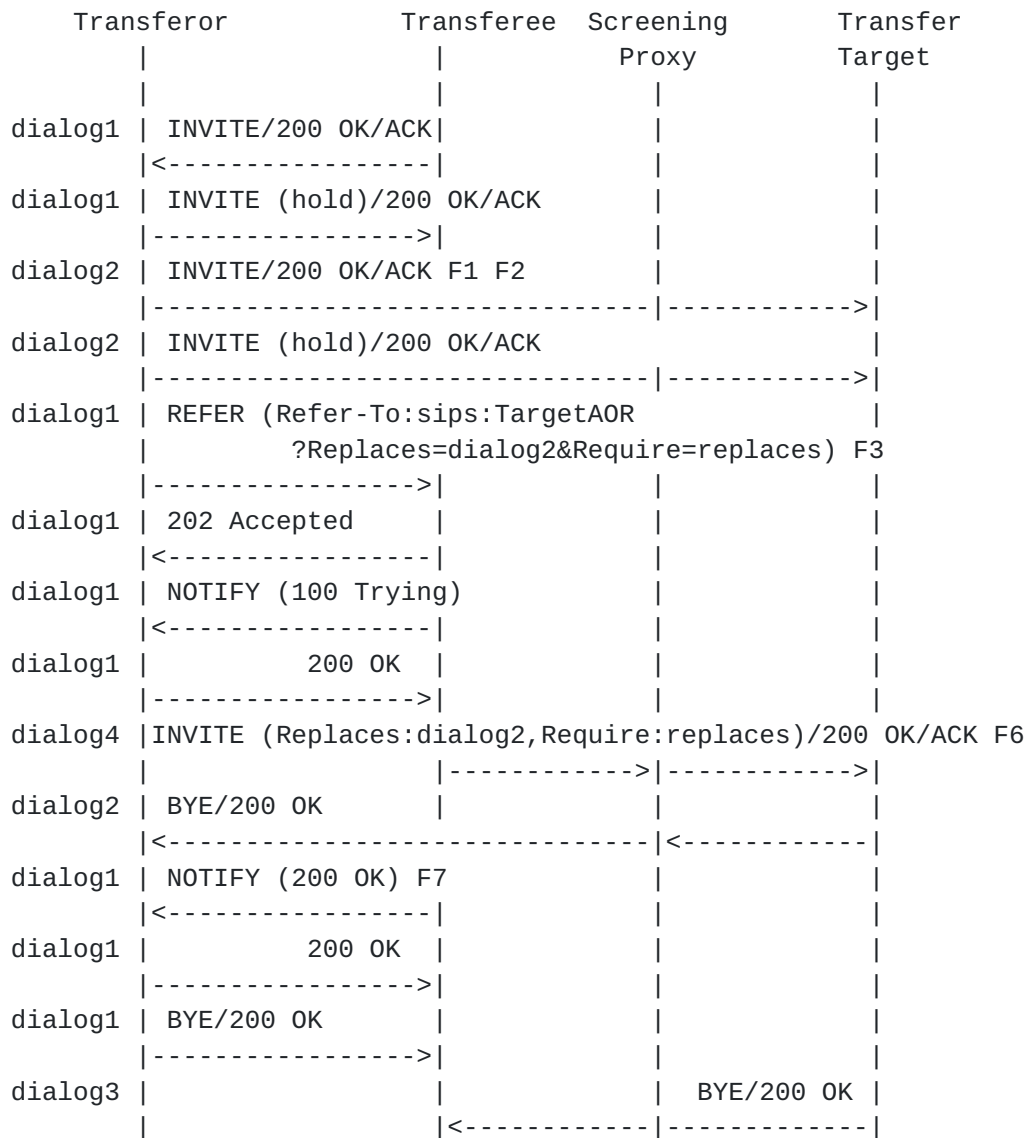 Transferor Transferee Screening Transfer
| | Proxy Target
| | | |
dialog1 | INVITE/200 OK/ACK| | |
|<-----------------| | |
dialog1 | INVITE (hold)/200 OK/ACK | |
|----------------->| | |
dialog2 | INVITE/200 OK/ACK F1 F2 | |
|-------------------------------|------------>|
dialog2 | INVITE (hold)/200 OK/ACK |
|-------------------------------|------------>|
dialog1 | REFER (Refer-To:sips:TargetAOR |
| ?Replaces=dialog2&Require=replaces) F3
|----------------->| | |
dialog1 | 202 Accepted | | |
|<-----------------| | |
dialog1 | NOTIFY (100 Trying) | |
|<-----------------| | |
dialog1 | 200 OK | | |
|----------------->| | |
dialog4 |INVITE (Replaces:dialog2,Require:replaces)/200 OK/ACK F6
| |------------>|------------>|
dialog2 | BYE/200 OK | | |
|<------------------------------|<------------|
dialog1 | NOTIFY (200 OK) F7 | |
|<-----------------| | |
dialog1 | 200 OK | | |
|----------------->| | |
dialog1 | BYE/200 OK | | |
|----------------->| | |
dialog3 | | | BYE/200 OK |
| |<------------|-------------|